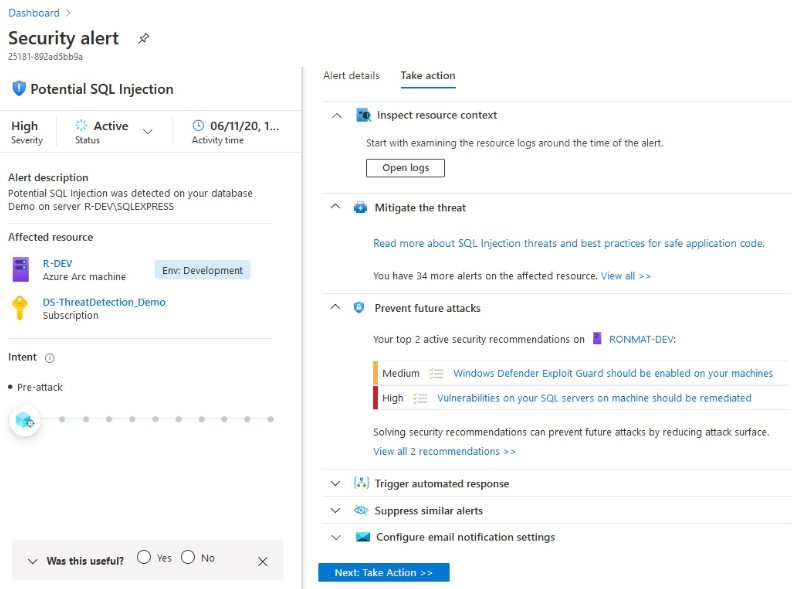 Dashboard >
Security alert
25181-892ad5bb9a
Potential SQL Injection
High
Severity
Active
Status
06/11/20, 1...
Activity time
Alert description
Potential SQL Injection was detected on your database
Demo on server R-DEV\SQLEXPRESS
Affected resource
R-DEV
Azure Arc machine
Env: Development
DS-ThreatDetection_Demo
Subscription
Intent
• Pre-attack
Was this useful? Yes No
Alert details Take action
Inspect resource context
Start with examining the resource logs around the time of the alert.
Open logs
Mitigate the threat
Read more about SQL Injection threats and best practices for safe application code.
You have 34 more alerts on the affected resource. View all >>
Prevent future attacks
Your top 2 active security recommendations on RONMAT-DEV:
Medium Windows Defender Exploit Guard should be enabled on your machines
High Vulnerabilities on your SQL servers on machine should be remediated
Solving security recommendations can prevent future attacks by reducing attack surface.
View all 2 recommendations >>
Trigger automated response
Suppress similar alerts
Configure email notification settings
Next: Take Action >>